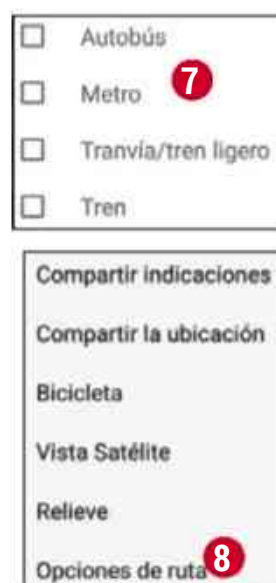 Autobús
Metro 7
Tranvía/tren ligero
Tren
Compartir indicaciones
Compartir la ubicación
Bicicleta
Vista Satélite
Relieve
Opciones de ruta 8